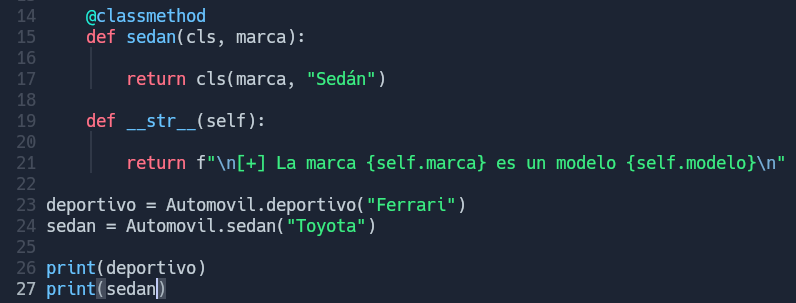 14 @classmethod
15 def sedan(cls, marca):
16
17 return cls(marca, "Sedán")
18
19 def __str__(self):
20
21 return f"\n[+] La marca {self.marca} es un modelo {self.modelo}\n"
22
23 deportivo = Automovil.deportivo("Ferrari")
24 sedan = Automovil.sedan("Toyota")
25
26 print(deportivo)
27 print(sedan)